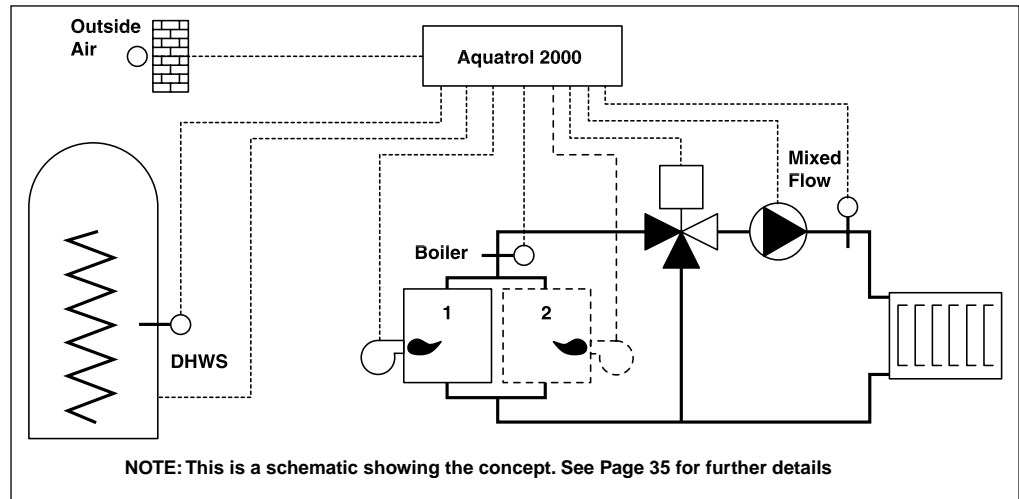 Outside
Air
Aquatrol 2000
Mixed
Flow
Boiler
1
2
DHWS
NOTE: This is a schematic showing the concept. See Page 35 for further details